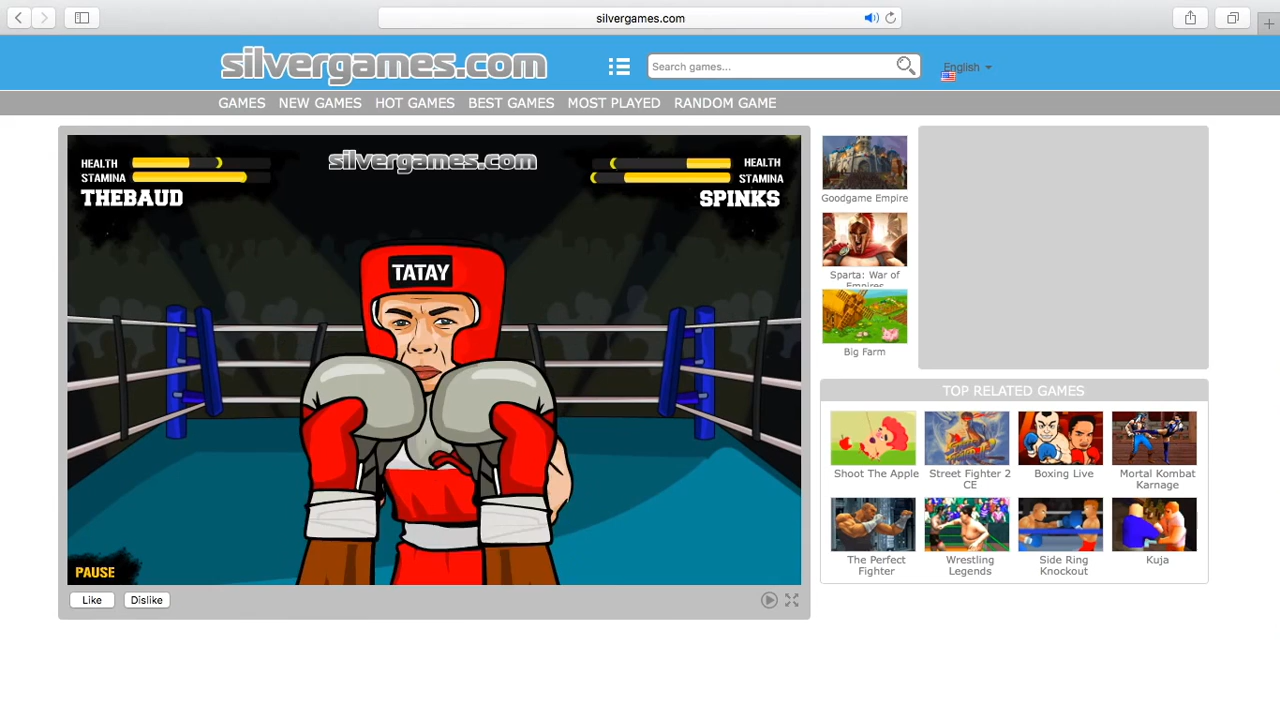 silvergames.com
silvergames.com
Search games...
English
GAMES NEW GAMES HOT GAMES BEST GAMES MOST PLAYED RANDOM GAME
HEALTH
STAMINA
THEBAUD
silvergames.com
HEALTH
STAMINA
SPINKS
TATAY
PAUSE
Like
Dislike
Goodgame Empire
Sparta: War of
Empires
Big Farm
TOP RELATED GAMES
Shoot The Apple
Street Fighter 2
CE
Boxing Live
Mortal Kombat
Karnage
The Perfect
Fighter
Wrestling
Legends
Side Ring
Knockout
Kuja